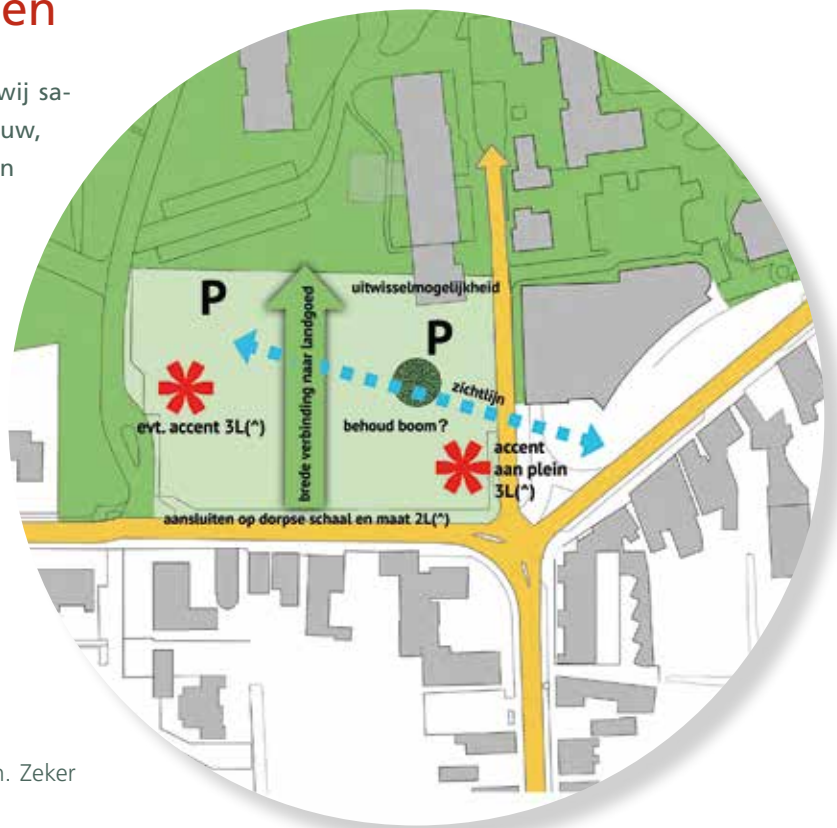 en
wij sa-
uw,
n
P
uitwisselmogelijkheid
P
brede verbinding naar landgoed
zichtlijn
evt. accent 3L(^)
behoud boom?
accent
aan plein
3L(^)
aansluiten op dorpse schaal en maat 2L(^)
n. Zeker